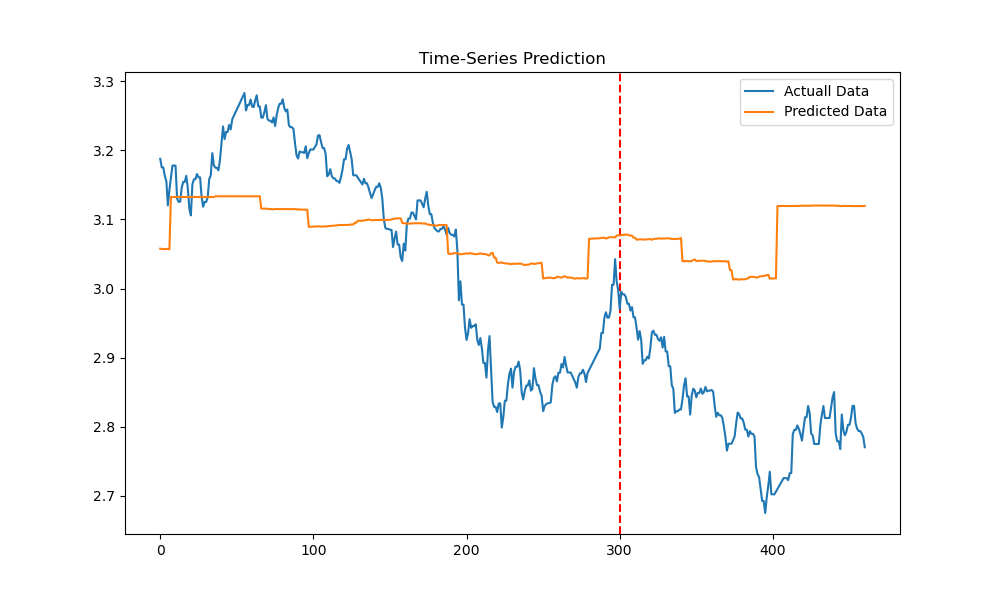 Time-Series Prediction
Actuall Data
Predicted Data
3.3
3.2
3.1
3.0
2.9
2.8
2.7
0 100 200 300 400